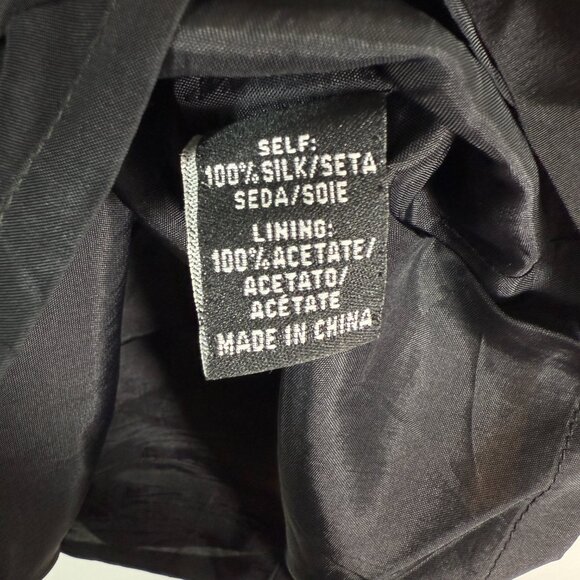 SELF:
100% SILK/SETA
SEDA/SOIE
LINING:
100% ACETATE/
ACETATO/
ACÉTATE
MADE IN CHINA